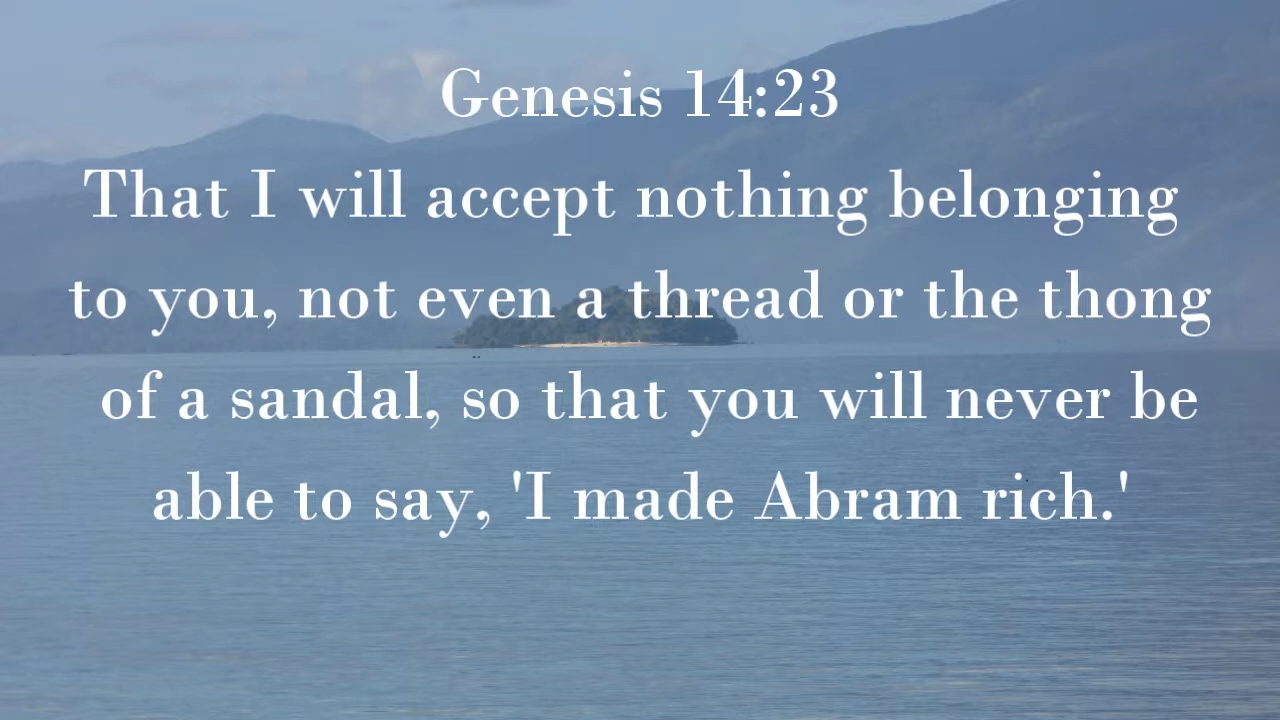 Genesis 14:23
That I will accept nothing belonging
to you, not even a thread or the thong
of a sandal, so that you will never be
able to say, 'I made Abram rich.'